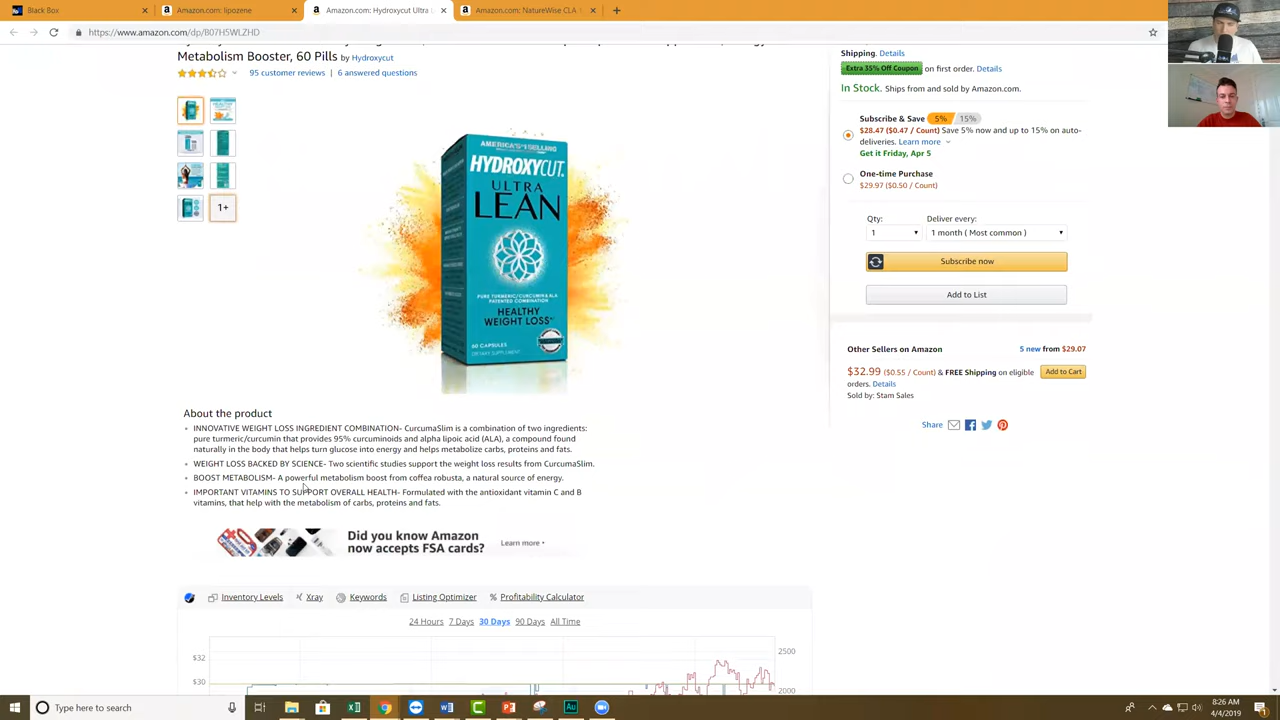 Black Box
Amazon.com: lipozene
Amazon.com: Hydroxycut Ultra L
Amazon.com: NatureWise CLA
https://www.amazon.com/dp/B07H5WLZHD
Metabolism Booster, 60 Pills by Hydroxycut
95 customer reviews | 6 answered questions
1+
AMERICA'S #1 SELLING
HYDROXYCUT
ULTRA
LEAN
PURE TURMERIC/CURCUMIN & ALA
PATENTED COMBINATION
HEALTHY
WEIGHT LOSS
60 CAPSULES
DIETARY SUPPLEMENT
About the product
INNOVATIVE WEIGHT LOSS INGREDIENT COMBINATION- CurcumaSlim is a combination of two ingredients:
pure turmeric/curcumin that provides 95% curcuminoids and alpha lipoic acid (ALA), a compound found
naturally in the body that helps turn glucose into energy and helps metabolize carbs, proteins and fats.
WEIGHT LOSS BACKED BY SCIENCE- Two scientific studies support the weight loss results from CurcumaSlim.
BOOST METABOLISM- A powerful metabolism boost from coffea robusta, a natural source of energy.
IMPORTANT VITAMINS TO SUPPORT OVERALL HEALTH- Formulated with the antioxidant vitamin C and B
vitamins, that help with the metabolism of carbs, proteins and fats.
Did you know Amazon
now accepts FSA cards?
Learn more
Inventory Levels
Xray
Keywords
Listing Optimizer
Profitability Calculator
24 Hours 7 Days 30 Days 90 Days All Time
$32
$30
2500
2000
Shipping. Details
Extra 35% Off Coupon on first order. Details
In Stock. Ships from and sold by Amazon.com.
Subscribe & Save 5% 15%
$28.47 ($0.47 / Count) Save 5% now and up to 15% on auto-
deliveries. Learn more
Get it Friday, Apr 5
One-time Purchase
$29.97 ($0.50 / Count)
Qty:
Deliver every:
1
1 month ( Most common )
Subscribe now
Add to List
Other Sellers on Amazon
5 new from $29.07
$32.99 ($0.55 / Count) & FREE Shipping on eligible
orders. Details
Add to Cart
Sold by: Stam Sales
Share
Type here to search
8:26 AM
4/4/2019